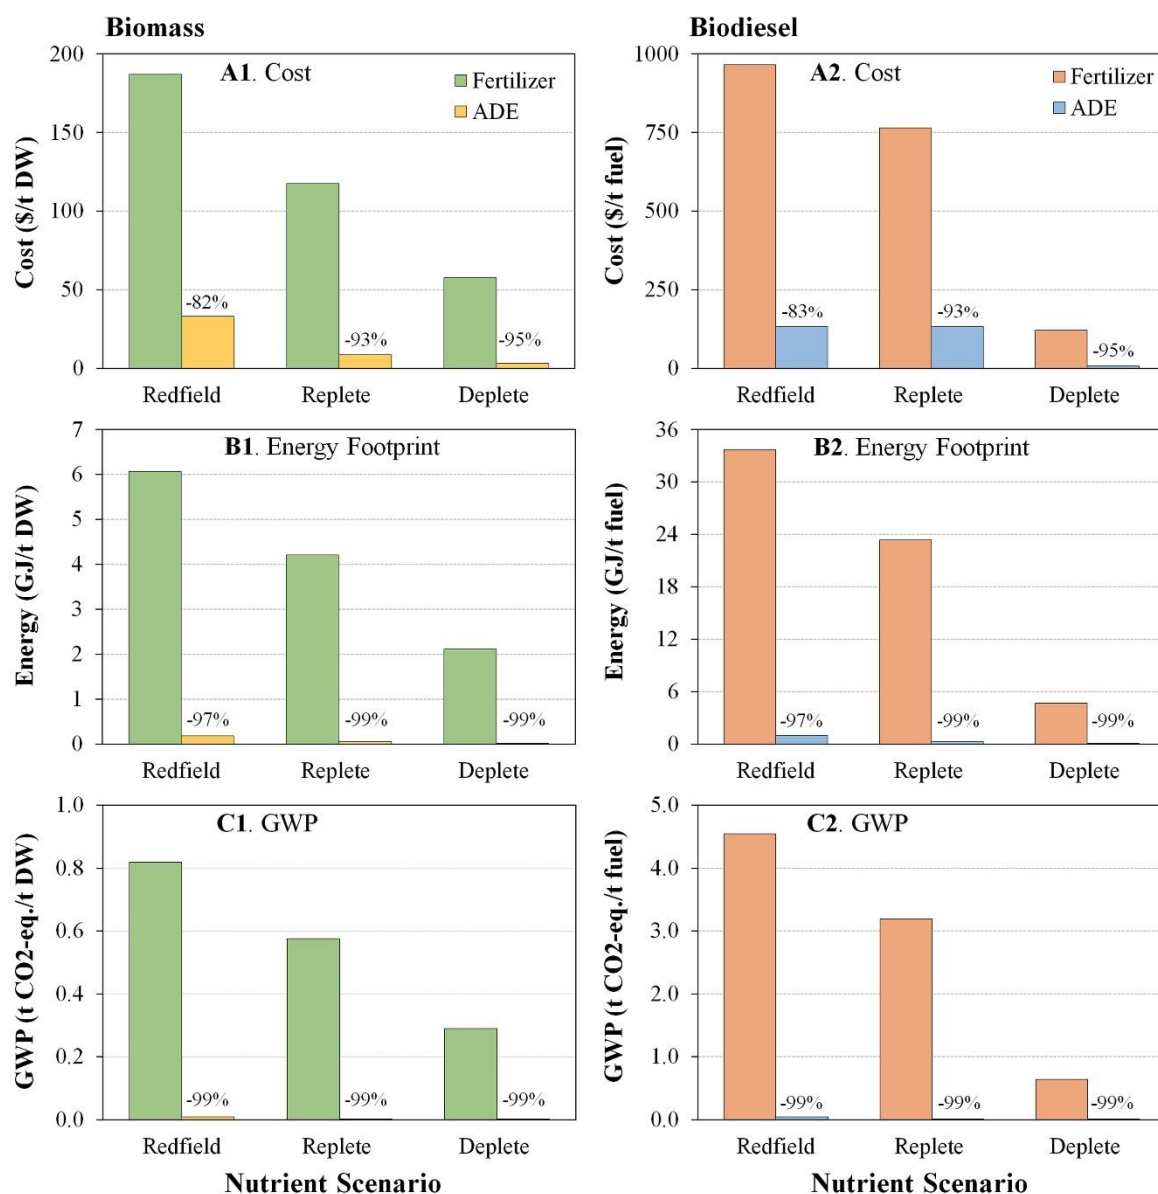 Biomass
A1. Cost
Fertilizer
ADE
Cost ($/t DW)
200
150
100
50
0
-82%
-93%
-95%
Redfield Replete Deplete
Biodiesel
A2. Cost
Fertilizer
ADE
Cost ($/t fuel)
1000
750
500
250
0
-83%
-93%
-95%
Redfield Replete Deplete
B1. Energy Footprint
Energy (GJ/t DW)
7
6
5
4
3
2
1
0
-97%
-99%
-99%
Redfield Replete Deplete
B2. Energy Footprint
Energy (GJ/t fuel)
36
30
24
18
12
6
0
-97%
-99%
-99%
Redfield Replete Deplete
C1. GWP
GWP (t CO2-eq./t DW)
1.0
0.8
0.6
0.4
0.2
0.0
-99%
-99%
-99%
Redfield Replete Deplete
Nutrient Scenario
C2. GWP
GWP (t CO2-eq./t fuel)
5.0
4.0
3.0
2.0
1.0
0.0
-99%
-99%
-99%
Redfield Replete Deplete
Nutrient Scenario